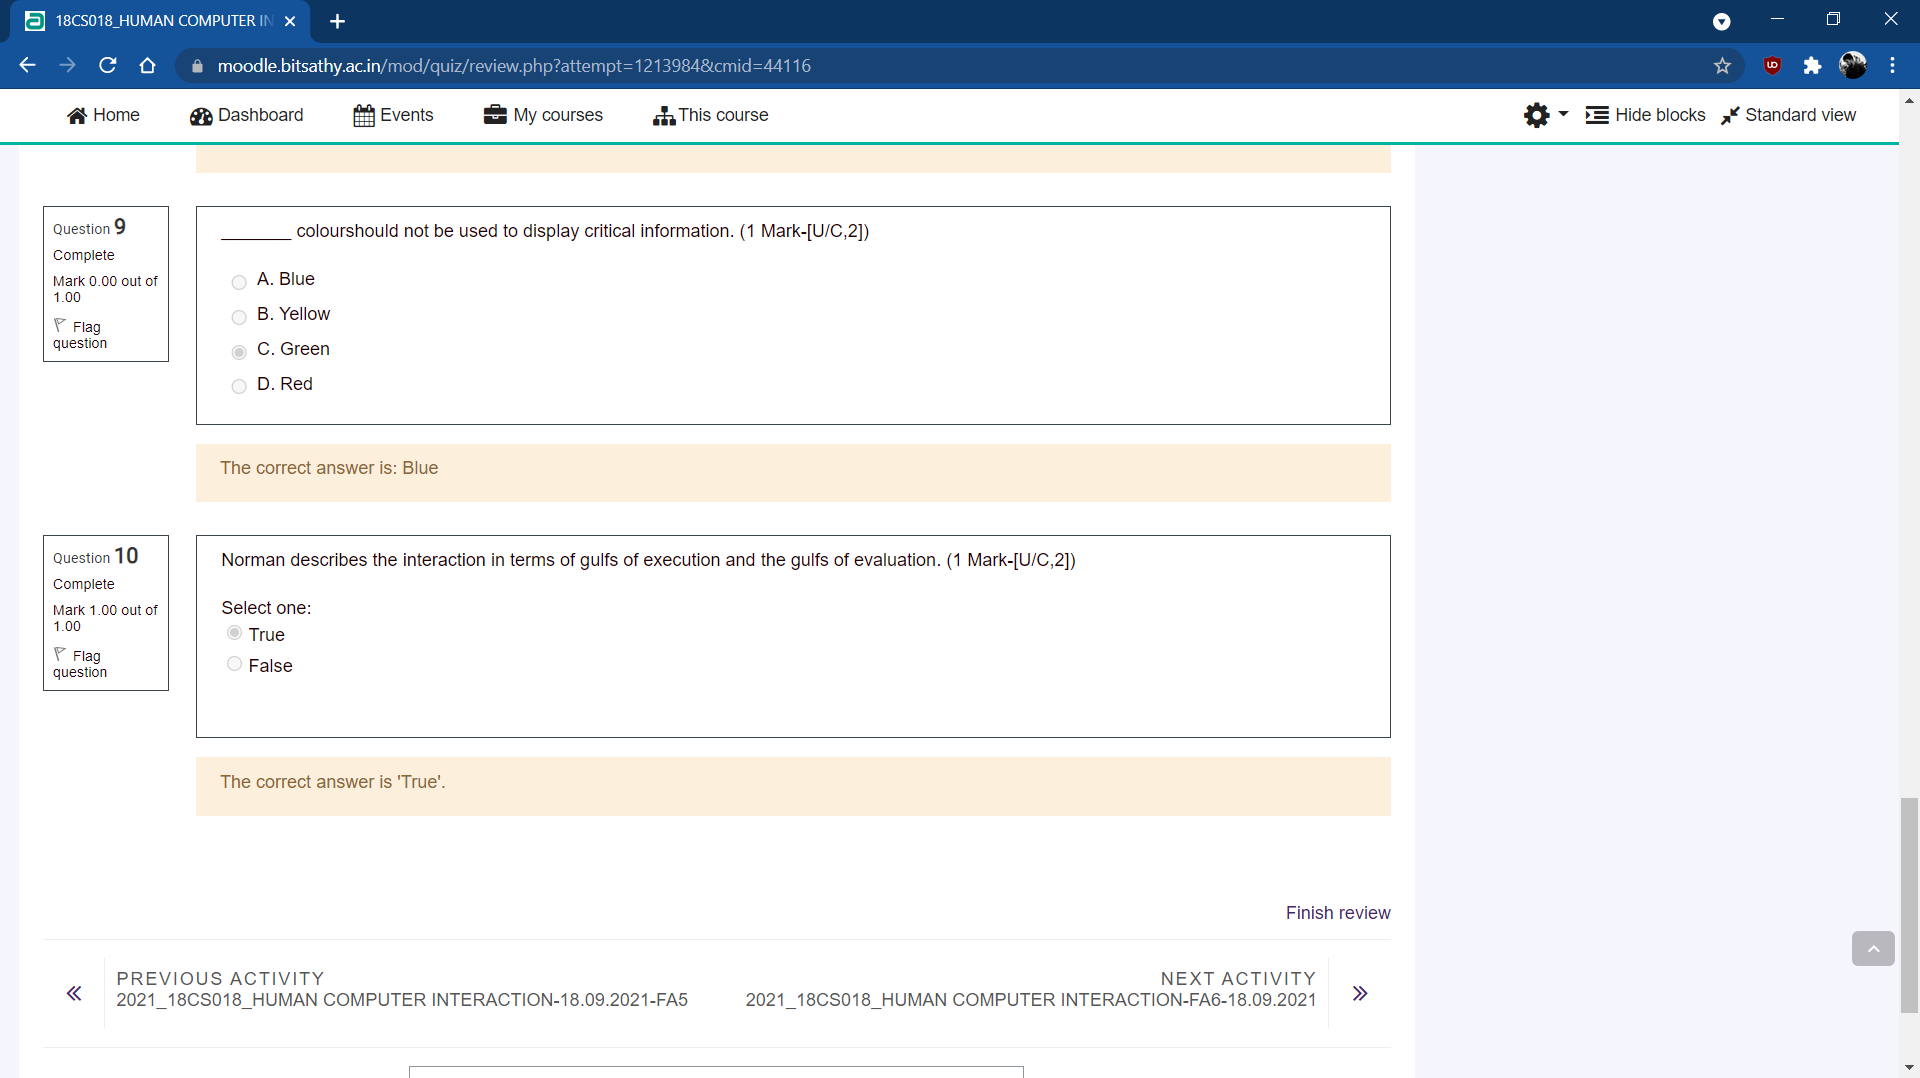 18CS018_HUMAN COMPUTER IN
moodle.bitsathy.ac.in/mod/quiz/review.php?attempt=1213984&cmid=44116
Home Dashboard Events My courses This course Hide blocks Standard view
Question 9
Complete
Mark 0.00 out of
1.00
Flag
question
________ colourshould not be used to display critical information. (1 Mark-[U/C,2])
A. Blue
B. Yellow
C. Green
D. Red
The correct answer is: Blue
Question 10
Complete
Mark 1.00 out of
1.00
Flag
question
Norman describes the interaction in terms of gulfs of execution and the gulfs of evaluation. (1 Mark-[U/C,2])
Select one:
True
False
The correct answer is 'True'.
Finish review
PREVIOUS ACTIVITY
2021_18CS018_HUMAN COMPUTER INTERACTION-18.09.2021-FA5
NEXT ACTIVITY
2021_18CS018_HUMAN COMPUTER INTERACTION-FA6-18.09.2021